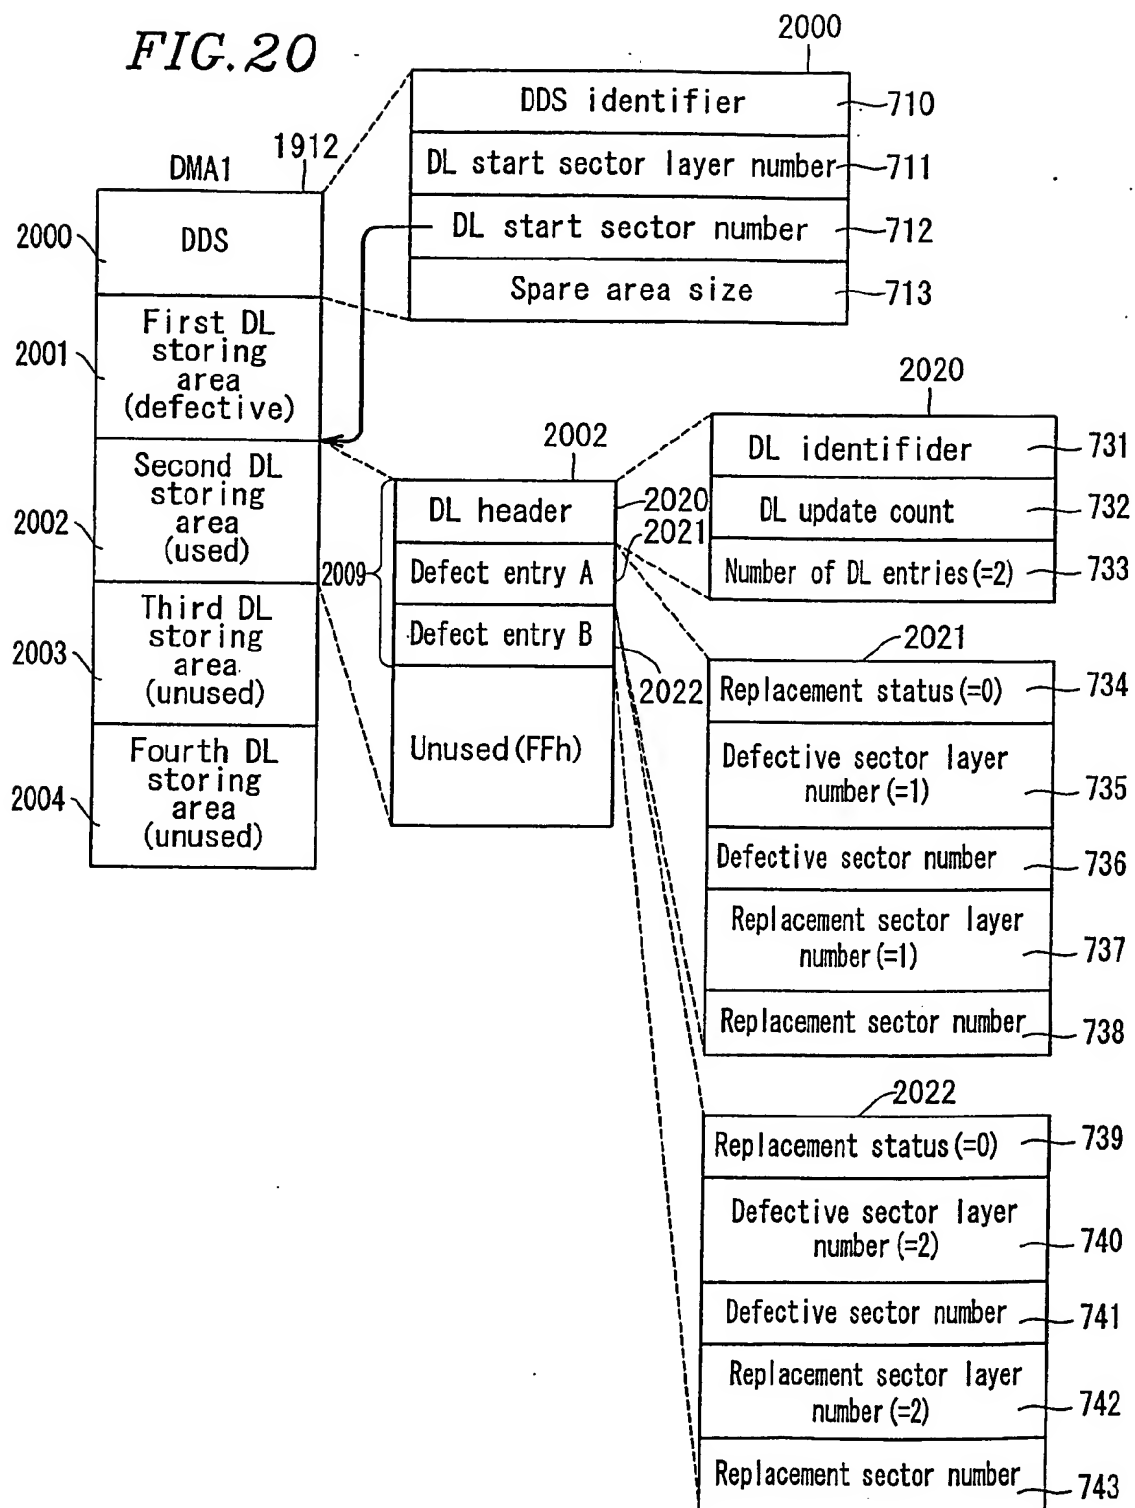 FIG.20
2000
DDS identifier
710
DL start sector layer number
711
DL start sector number
712
Spare area size
713
DMA1
1912
2000
DDS
2001
First DL
storing
area
(defective)
2002
Second DL
storing
area
(used)
2003
Third DL
storing
area
(unused)
2004
Fourth DL
storing
area
(unused)
2002
2009
DL header
2020
2021
Defect entry A
Defect entry B
2022
Unused(FFh)
2020
DL identifider
731
DL update count
732
Number of DL entries(=2)
733
2021
Replacement status(=0)
734
Defective sector layer
number(=1)
735
Defective sector number
736
Replacement sector layer
number(=1)
737
Replacement sector number
738
2022
Replacement status(=0)
739
Defective sector layer
number(=2)
740
Defective sector number
741
Replacement sector layer
number(=2)
742
Replacement sector number
743